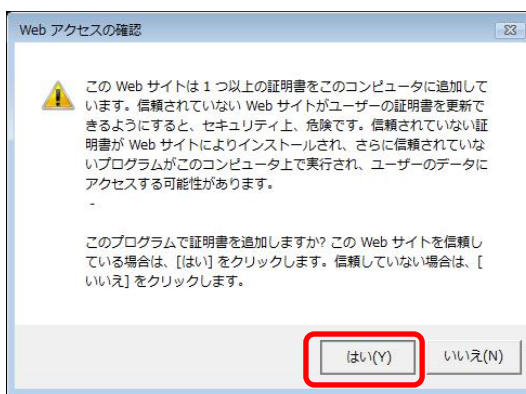 Web アクセスの確認
この Web サイトは 1 つ以上の証明書をこのコンピュータに追加して
います。信頼されていない Web サイトがユーザーの証明書を更新で
きるようにすると、セキュリティ上、危険です。信頼されていない証
明書が Web サイトによりインストールされ、さらに信頼されていな
いプログラムがこのコンピュータ上で実行され、ユーザーのデータに
アクセスする可能性があります。
-
このプログラムで証明書を追加しますか? この Web サイトを信頼し
ている場合は、[はい] をクリックします。信頼していない場合は、[
いいえ] をクリックします。
はい(Y) いいえ(N)